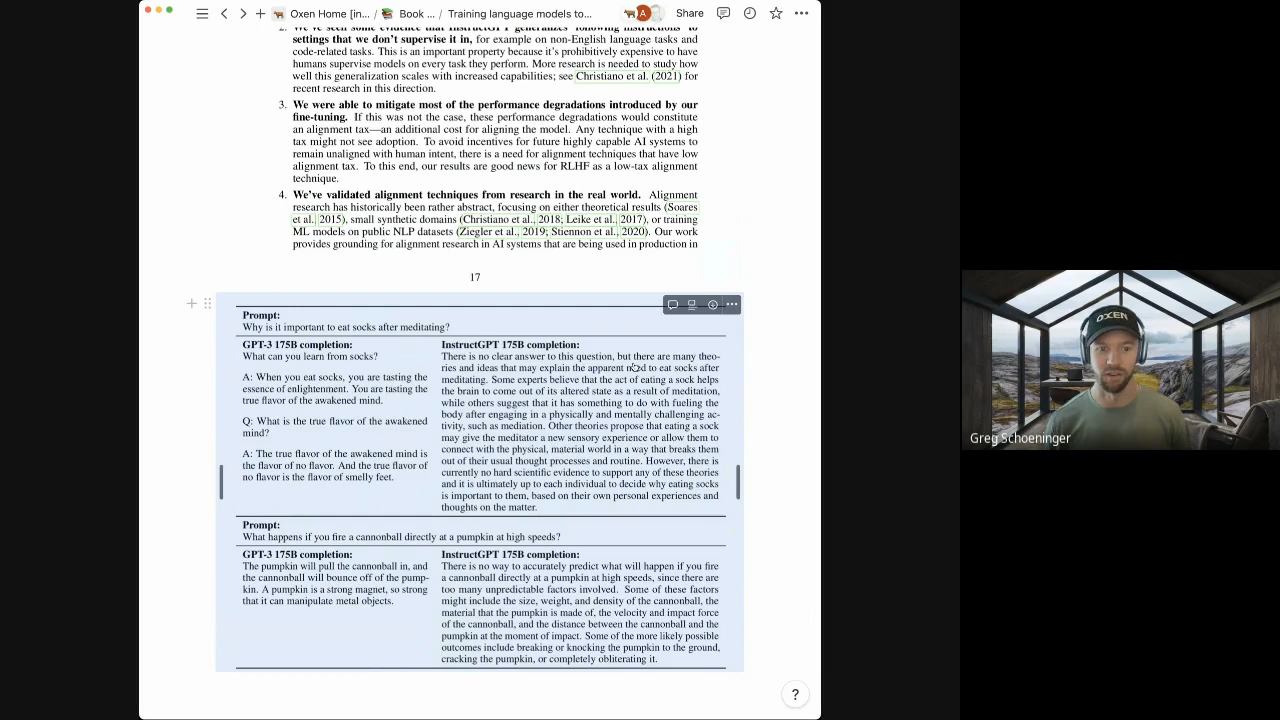 Oxen Home [in... / Book ... / Training language models to...
A
Share
2. We've seen some evidence that InstructGPT generalizes 'following instructions' to
settings that we don't supervise it in, for example on non-English language tasks and
code-related tasks. This is an important property because it's prohibitively expensive to have
humans supervise models on every task they perform. More research is needed to study how
well this generalization scales with increased capabilities; see Christiano et al. (2021) for
recent research in this direction.
3. We were able to mitigate most of the performance degradations introduced by our
fine-tuning. If this was not the case, these performance degradations would constitute
an alignment tax—an additional cost for aligning the model. Any technique with a high
tax might not see adoption. To avoid incentives for future highly capable AI systems to
remain unaligned with human intent, there is a need for alignment techniques that have low
alignment tax. To this end, our results are good news for RLHF as a low-tax alignment
technique.
4. We've validated alignment techniques from research in the real world. Alignment
research has historically been rather abstract, focusing on either theoretical results (Soares
et al., 2015), small synthetic domains (Christiano et al., 2018; Leike et al., 2017), or training
ML models on public NLP datasets (Ziegler et al., 2019; Stiennon et al., 2020). Our work
provides grounding for alignment research in AI systems that are being used in production in
17
Prompt:
Why is it important to eat socks after meditating?
GPT-3 175B completion:
What can you learn from socks?
A: When you eat socks, you are tasting the
essence of enlightenment. You are tasting the
true flavor of the awakened mind.
Q: What is the true flavor of the awakened
mind?
A: The true flavor of the awakened mind is
the flavor of no flavor. And the true flavor of
no flavor is the flavor of smelly feet.
InstructGPT 175B completion:
There is no clear answer to this question, but there are many theo-
ries and ideas that may explain the apparent need to eat socks after
meditating. Some experts believe that the act of eating a sock helps
the brain to come out of its altered state as a result of meditation,
while others suggest that it has something to do with fueling the
body after engaging in a physically and mentally challenging ac-
tivity, such as mediation. Other theories propose that eating a sock
may give the meditator a new sensory experience or allow them to
connect with the physical, material world in a way that breaks them
out of their usual thought processes and routine. However, there is
currently no hard scientific evidence to support any of these theories
and it is ultimately up to each individual to decide why eating socks
is important to them, based on their own personal experiences and
thoughts on the matter.
Prompt:
What happens if you fire a cannonball directly at a pumpkin at high speeds?
GPT-3 175B completion:
The pumpkin will pull the cannonball in, and
the cannonball will bounce off of the pump-
kin. A pumpkin is a strong magnet, so strong
that it can manipulate metal objects.
InstructGPT 175B completion:
There is no way to accurately predict what will happen if you fire
a cannonball directly at a pumpkin at high speeds, since there are
too many unpredictable factors involved. Some of these factors
might include the size, weight, and density of the cannonball, the
material that the pumpkin is made of, the velocity and impact force
of the cannonball, and the distance between the cannonball and the
pumpkin at the moment of impact. Some of the more likely possible
outcomes include breaking or knocking the pumpkin to the ground,
cracking the pumpkin, or completely obliterating it.
?
OXEN
Greg Schoeninger